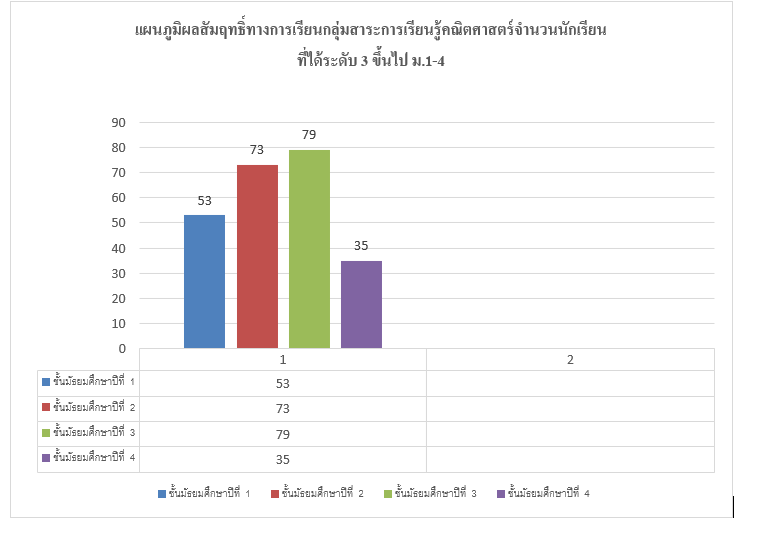 แผนภูมิผลสัมฤทธิ์ทางการเรียนกลุ่มสาระการเรียนรู้คณิตศาสตร์จำนวนนักเรียน
ที่ได้ระดับ 3 ขึ้นไป ม.1-4
90
80
70
60
50
40
30
20
10
0
53
73
79
35
1 2
ชั้นมัธยมศึกษาปีที่ 1 53
ชั้นมัธยมศึกษาปีที่ 2 73
ชั้นมัธยมศึกษาปีที่ 3 79
ชั้นมัธยมศึกษาปีที่ 4 35
ชั้นมัธยมศึกษาปีที่ 1 ชั้นมัธยมศึกษาปีที่ 2 ชั้นมัธยมศึกษาปีที่ 3 ชั้นมัธยมศึกษาปีที่ 4